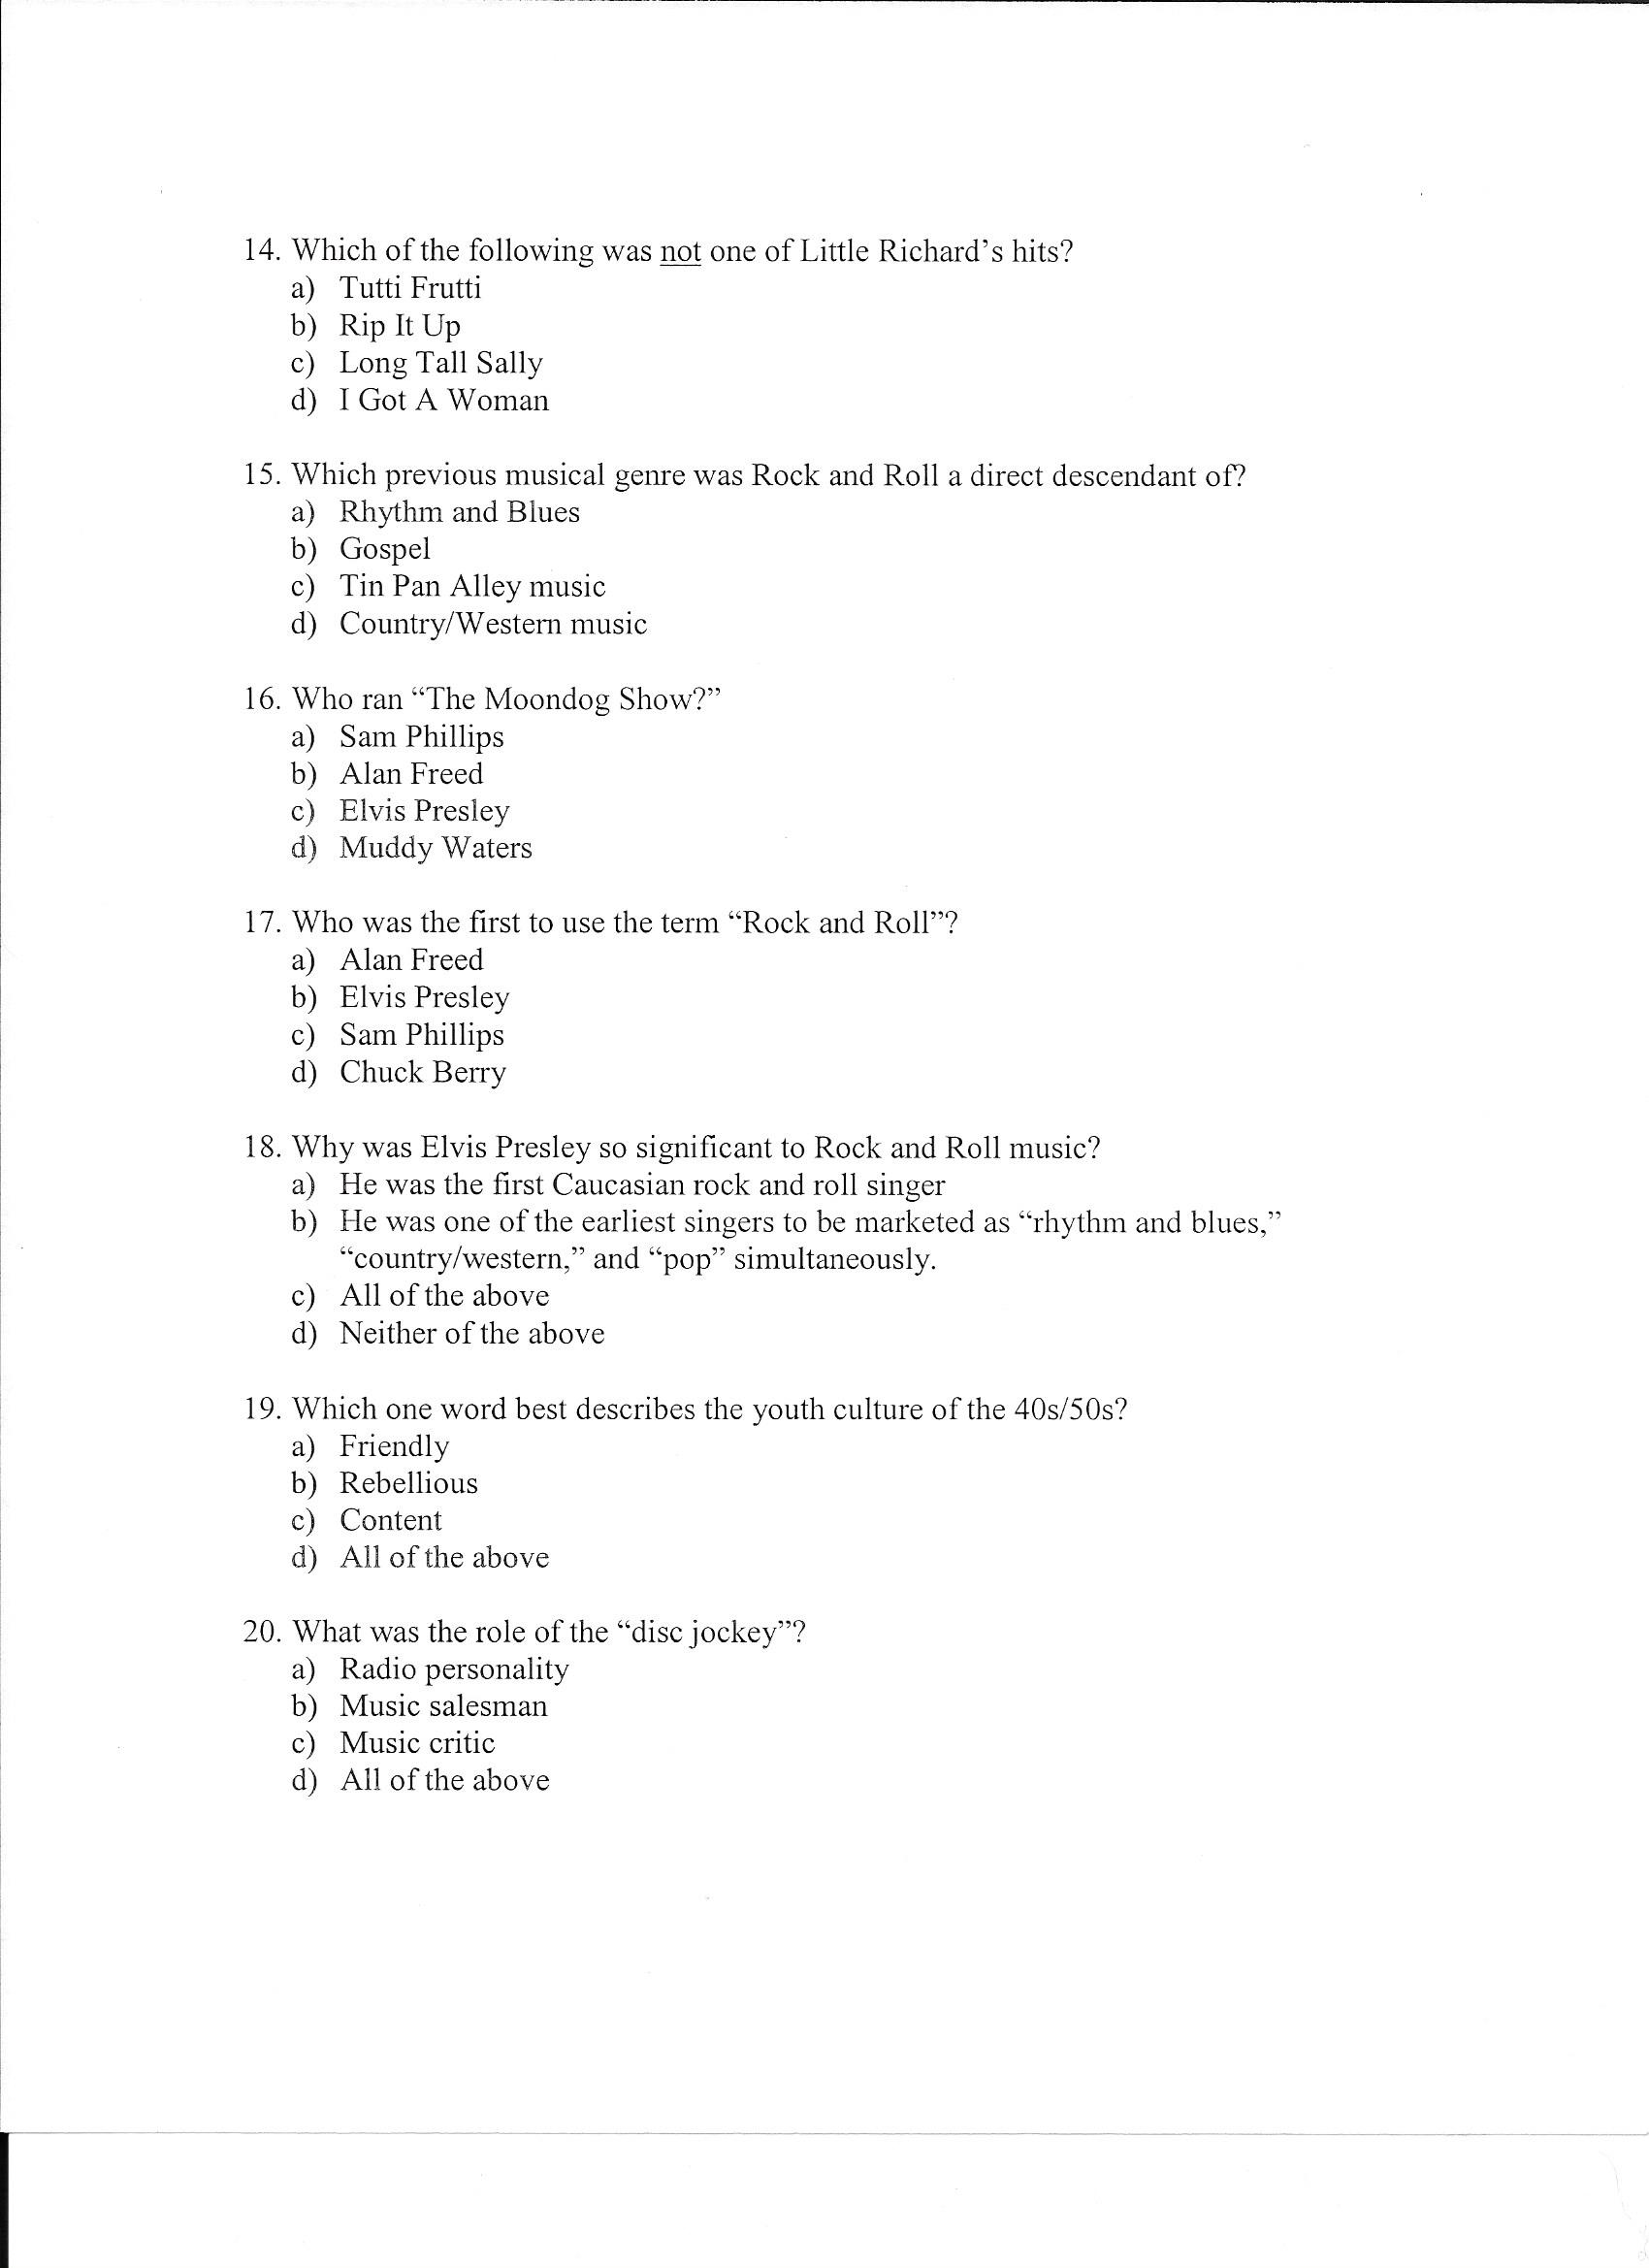 14. Which of the following was not one of Little Richard’s hits?
a) Tutti Frutti
b) Rip It Up
c) Long Tall Sally
d) I Got A Woman
15. Which previous musical genre was Rock and Roll a direct descendant of?
a) Rhythm and Blues
b) Gospel
c) Tin Pan Alley music
d) Country/Western music
16. Who ran “The Moondog Show?”
a) Sam Phillips
b) Alan Freed
c) Elvis Presley
d) Muddy Waters
17. Who was the first to use the term “Rock and Roll”?
a) Alan Freed
b) Elvis Presley
c) Sam Phillips
d) Chuck Berry
18. Why was Elvis Presley so significant to Rock and Roll music?
a) He was the first Caucasian rock and roll singer
b) He was one of the earliest singers to be marketed as “rhythm and blues,”
“country/western,” and “pop” simultaneously.
c) All of the above
d) Neither of the above
19. Which one word best describes the youth culture of the 40s/50s?
a) Friendly
b) Rebellious
c) Content
d) All of the above
20. What was the role of the “disc jockey”?
a) Radio personality
b) Music salesman
c) Music critic
d) All of the above